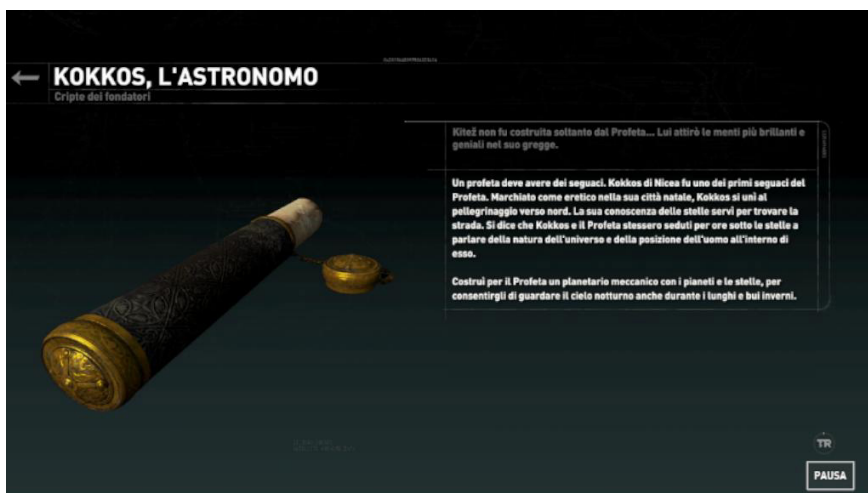 KOKKOS, L'ASTRONOMO
Cripte dei fondatori
Kitež non fu costruita soltanto dal Profeta... Lui attirò le menti più brillanti e
geniali nel suo gregge.
Un profeta deve avere dei seguaci. Kokkos di Nicea fu uno dei primi seguaci del
Profeta. Marchiato come eretico nella sua città natale, Kokkos si unì al
pellegrinaggio verso nord. La sua conoscenza delle stelle servì per trovare la
strada. Si dice che Kokkos e il Profeta stessero seduti per ore sotto le stelle a
parlare della natura dell'universo e della posizione dell'uomo all'interno di
esso.
Costruì per il Profeta un planetario meccanico con i pianeti e le stelle, per
consentirgli di guardare il cielo notturno anche durante i lunghi e bui inverni.
TR
PAUSA